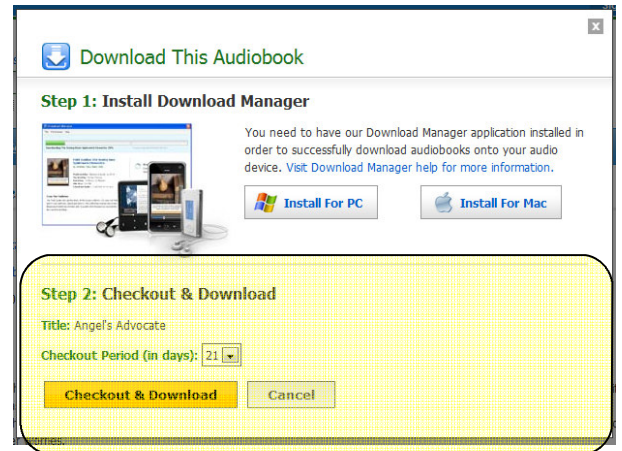 Download This Audiobook
Step 1: Install Download Manager
You need to have our Download Manager application installed in
order to successfully download audiobooks onto your audio
device. Visit Download Manager help for more information.
Install For PC
Install For Mac
Step 2: Checkout & Download
Title: Angel's Advocate
Checkout Period (in days): 21
Checkout & Download
Cancel